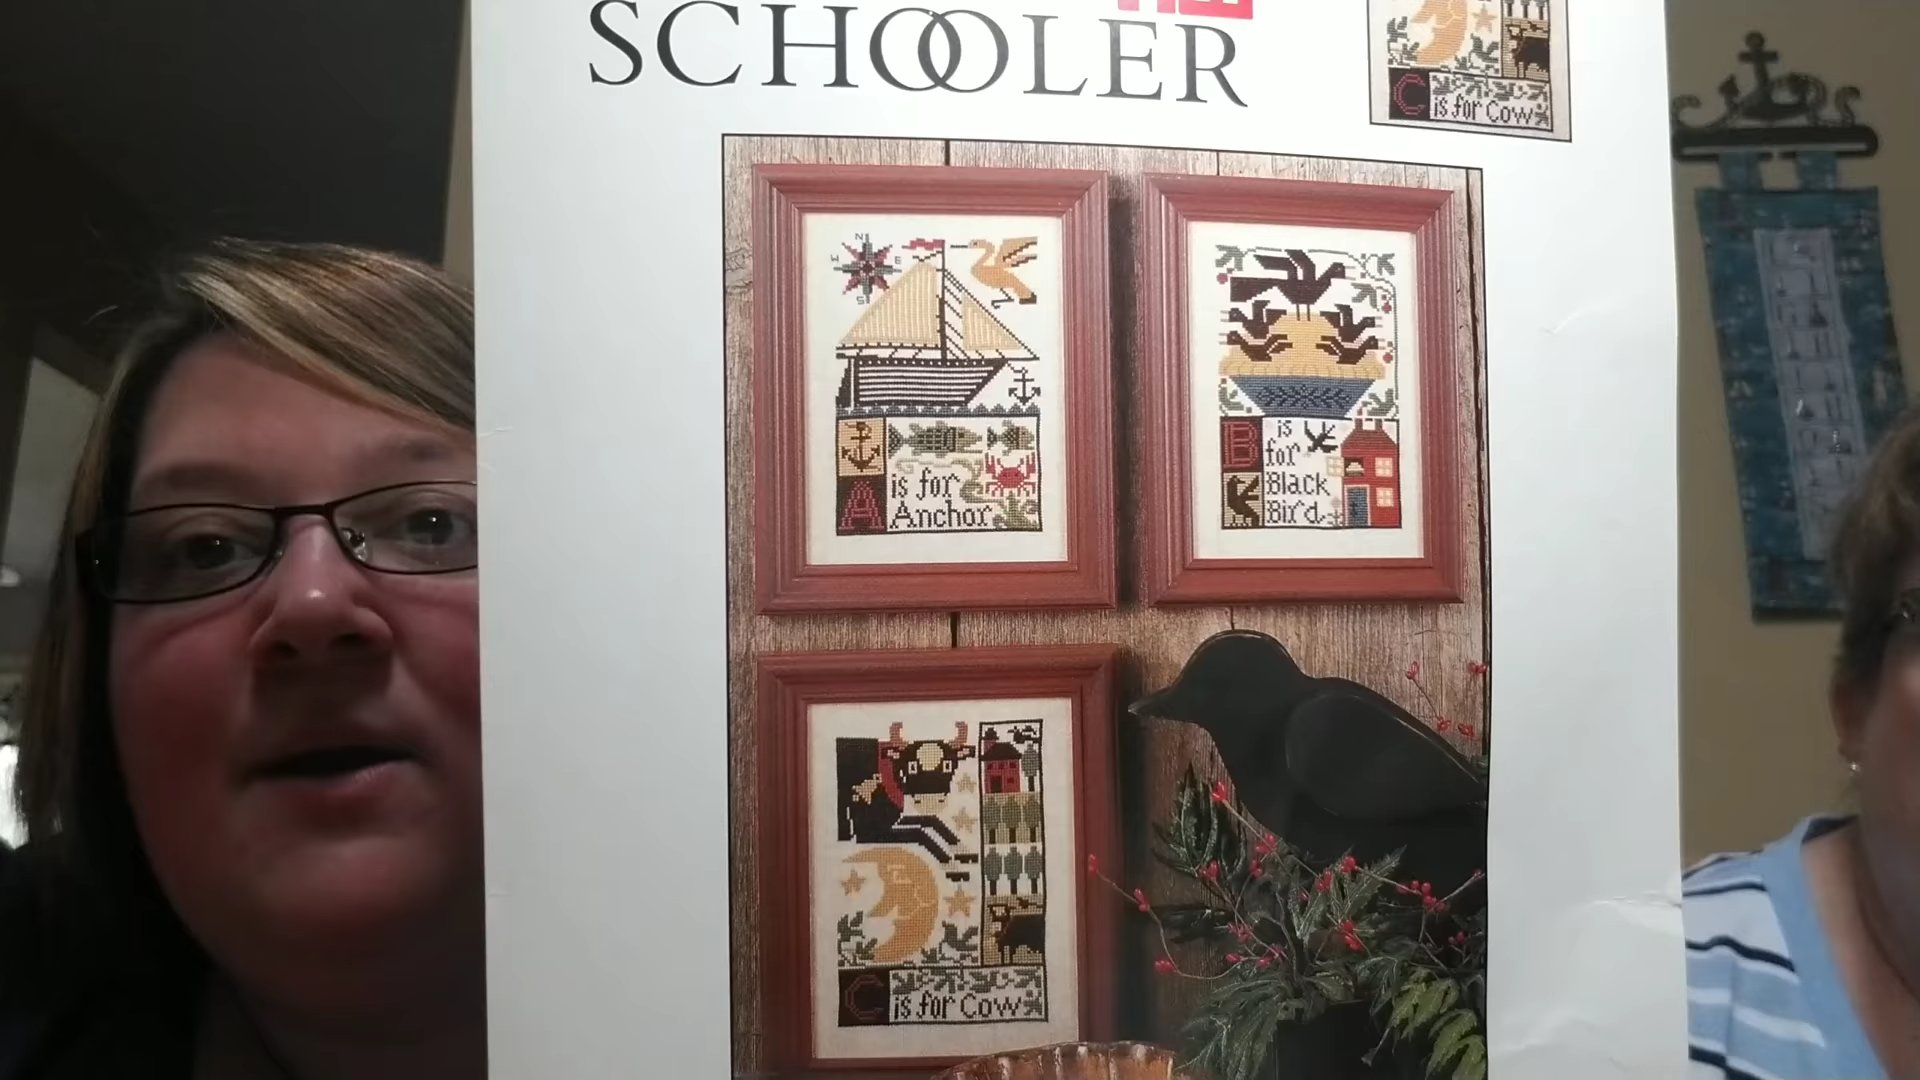 SCHOOLER
C is for Cow
N
W E
S
A is for
Anchor
B is
for
Black
Bird
C is for Cow